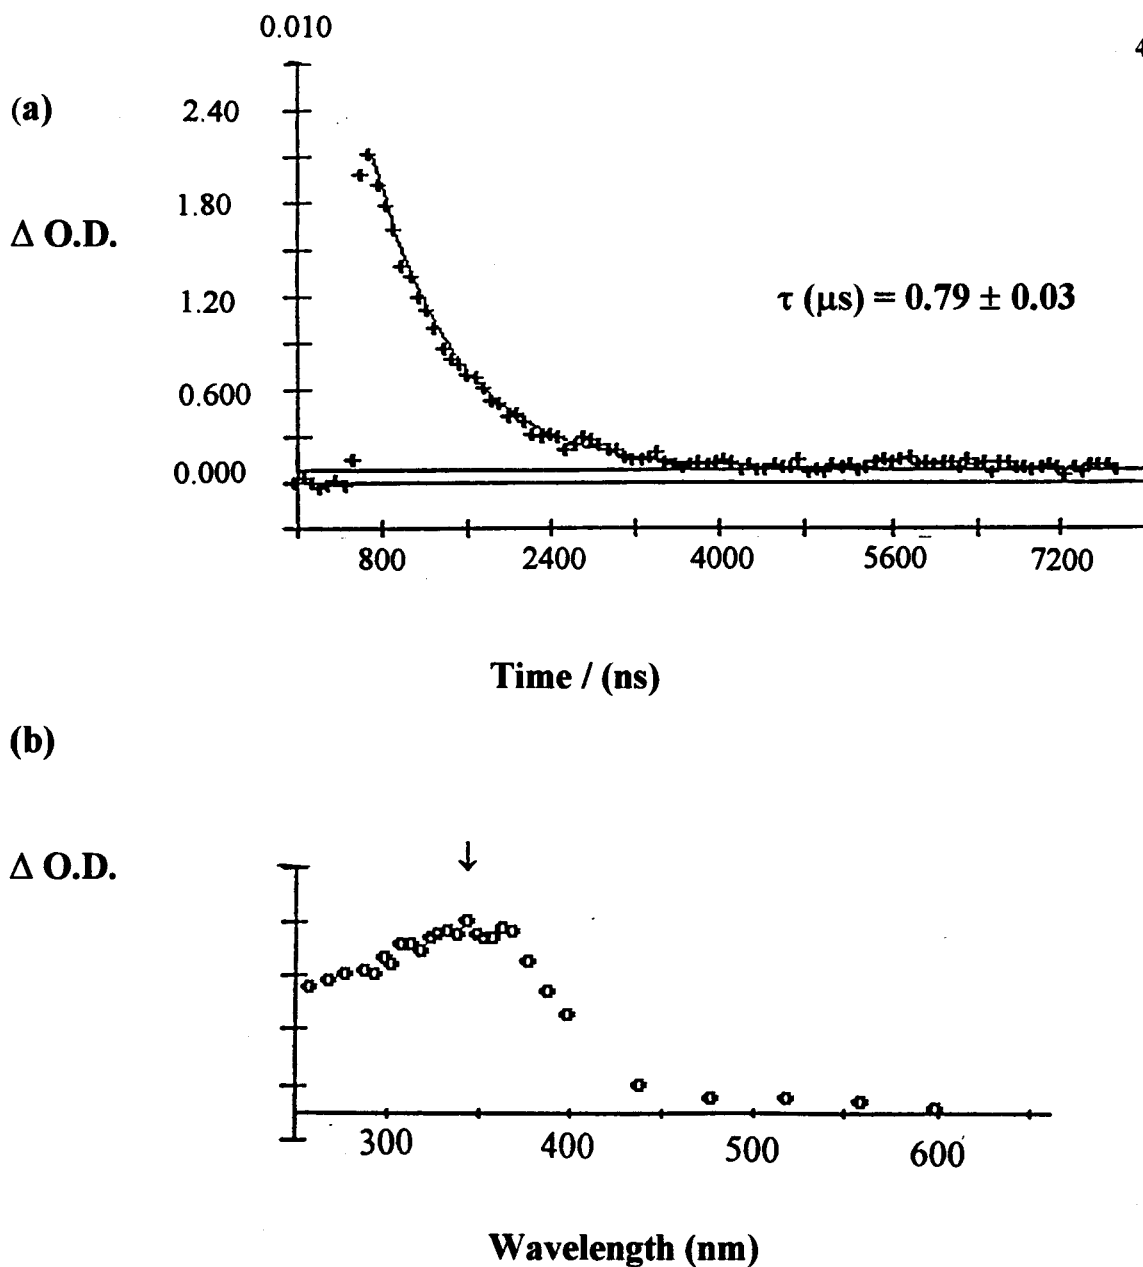 0.010
4
(a)
2.40
1.80
Δ O.D.
1.20
τ (μs) = 0.79 ± 0.03
0.600
0.000
800 2400 4000 5600 7200
Time / (ns)
(b)
Δ O.D.
↓
300 400 500 600
Wavelength (nm)